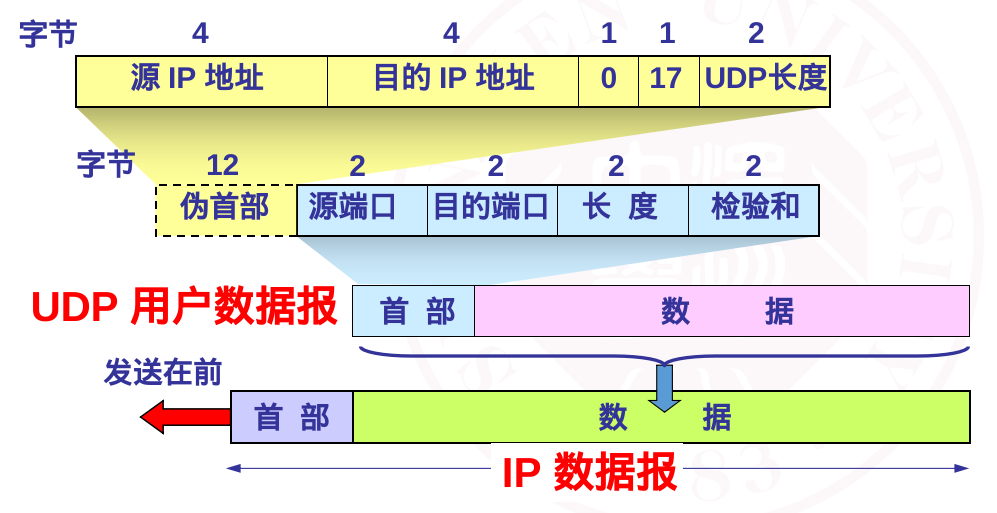 字节 4 4 1 1 2
源 IP 地址 目的 IP 地址 0 17 UDP长度
字节 12 2 2 2 2
伪首部 源端口 目的端口 长 度 检验和
UDP 用户数据报 首 部 数 据
发送在前
首 部 数 据
IP 数据报